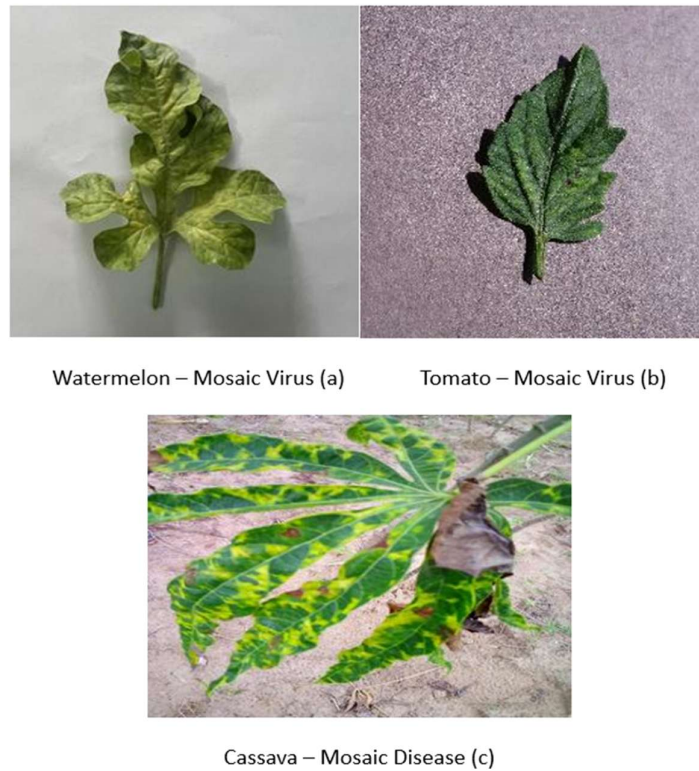 Watermelon – Mosaic Virus (a)
Tomato – Mosaic Virus (b)
Cassava – Mosaic Disease (c)